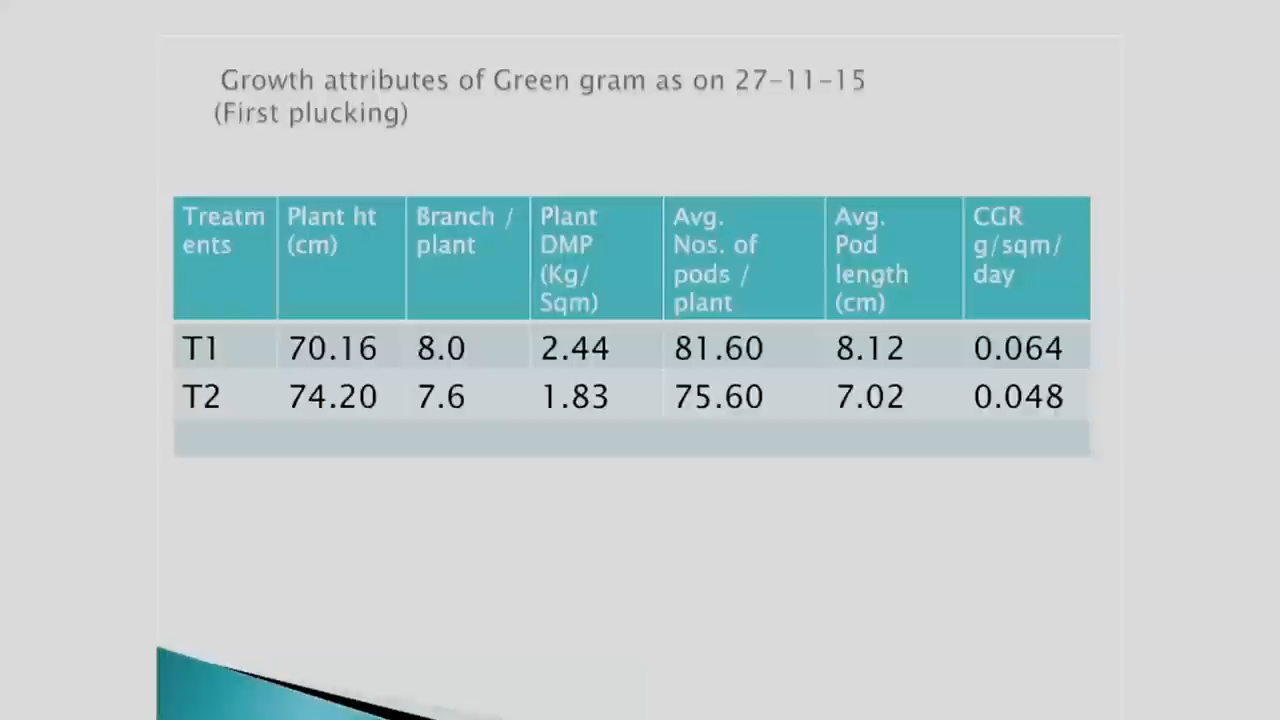 Growth attributes of Green gram as on 27-11-15
(First plucking)
Treatm
ents
Plant ht
(cm)
Branch /
plant
Plant
DMP
(Kg/
Sqm)
Avg.
Nos. of
pods /
plant
Avg.
Pod
length
(cm)
CGR
g/sqm/
day
T1 70.16 8.0 2.44 81.60 8.12 0.064
T2 74.20 7.6 1.83 75.60 7.02 0.048